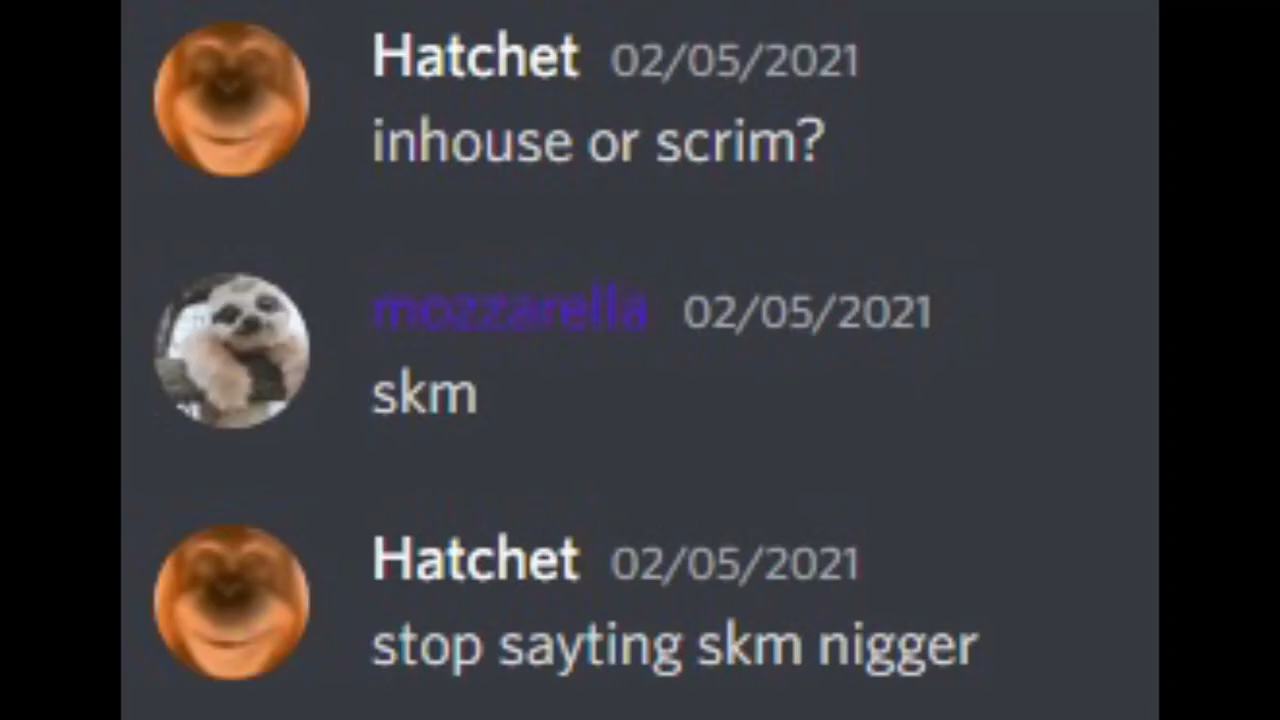 Hatchet 02/05/2021
inhouse or scrim?
mozzarella 02/05/2021
skm
Hatchet 02/05/2021
stop sayting skm nigger